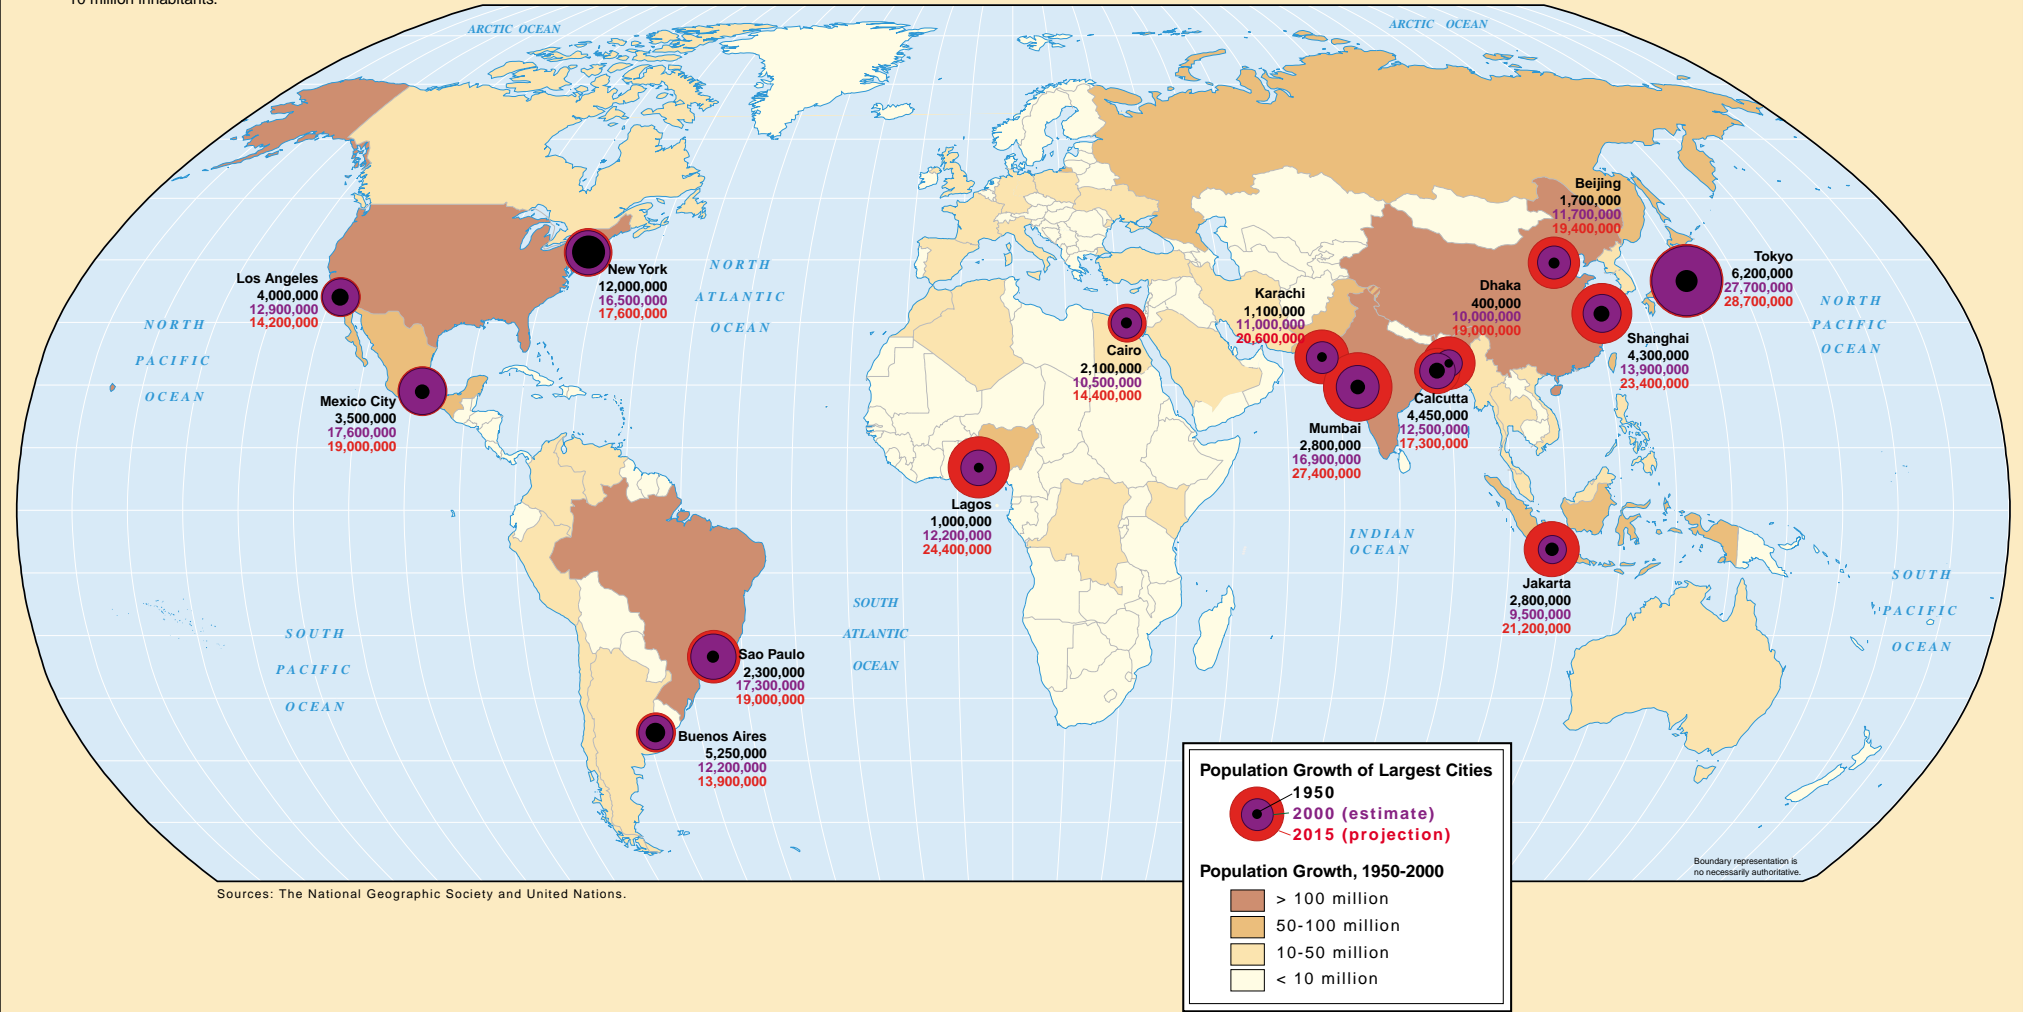 10 million inhabitants.
ARCTIC OCEAN
ARCTIC OCEAN
Beijing
1,700,000
11,700,000
19,400,000
Tokyo
6,200,000
27,700,000
28,700,000
New York
12,000,000
16,500,000
17,600,000
Los Angeles
4,000,000
12,900,000
14,200,000
NORTH
ATLANTIC
OCEAN
Karachi
1,100,000
11,000,000
20,600,000
Dhaka
400,000
10,000,000
19,000,000
NORTH
PACIFIC
OCEAN
NORTH
PACIFIC
OCEAN
Shanghai
4,300,000
13,900,000
23,400,000
Cairo
2,100,000
10,500,000
14,400,000
Mexico City
3,500,000
17,600,000
19,000,000
Calcutta
4,450,000
12,500,000
17,300,000
Mumbai
2,800,000
16,900,000
27,400,000
Lagos
1,000,000
12,200,000
24,400,000
INDIAN
OCEAN
Jakarta
2,800,000
9,500,000
21,200,000
SOUTH
PACIFIC
OCEAN
SOUTH
ATLANTIC
OCEAN
SOUTH
PACIFIC
OCEAN
Sao Paulo
2,300,000
17,300,000
19,000,000
Buenos Aires
5,250,000
12,200,000
13,900,000
Population Growth of Largest Cities
1950
2000 (estimate)
2015 (projection)
Population Growth, 1950-2000
> 100 million
50-100 million
10-50 million
< 10 million
Boundary representation is
no necessarily authoritative.
Sources: The National Geographic Society and United Nations.